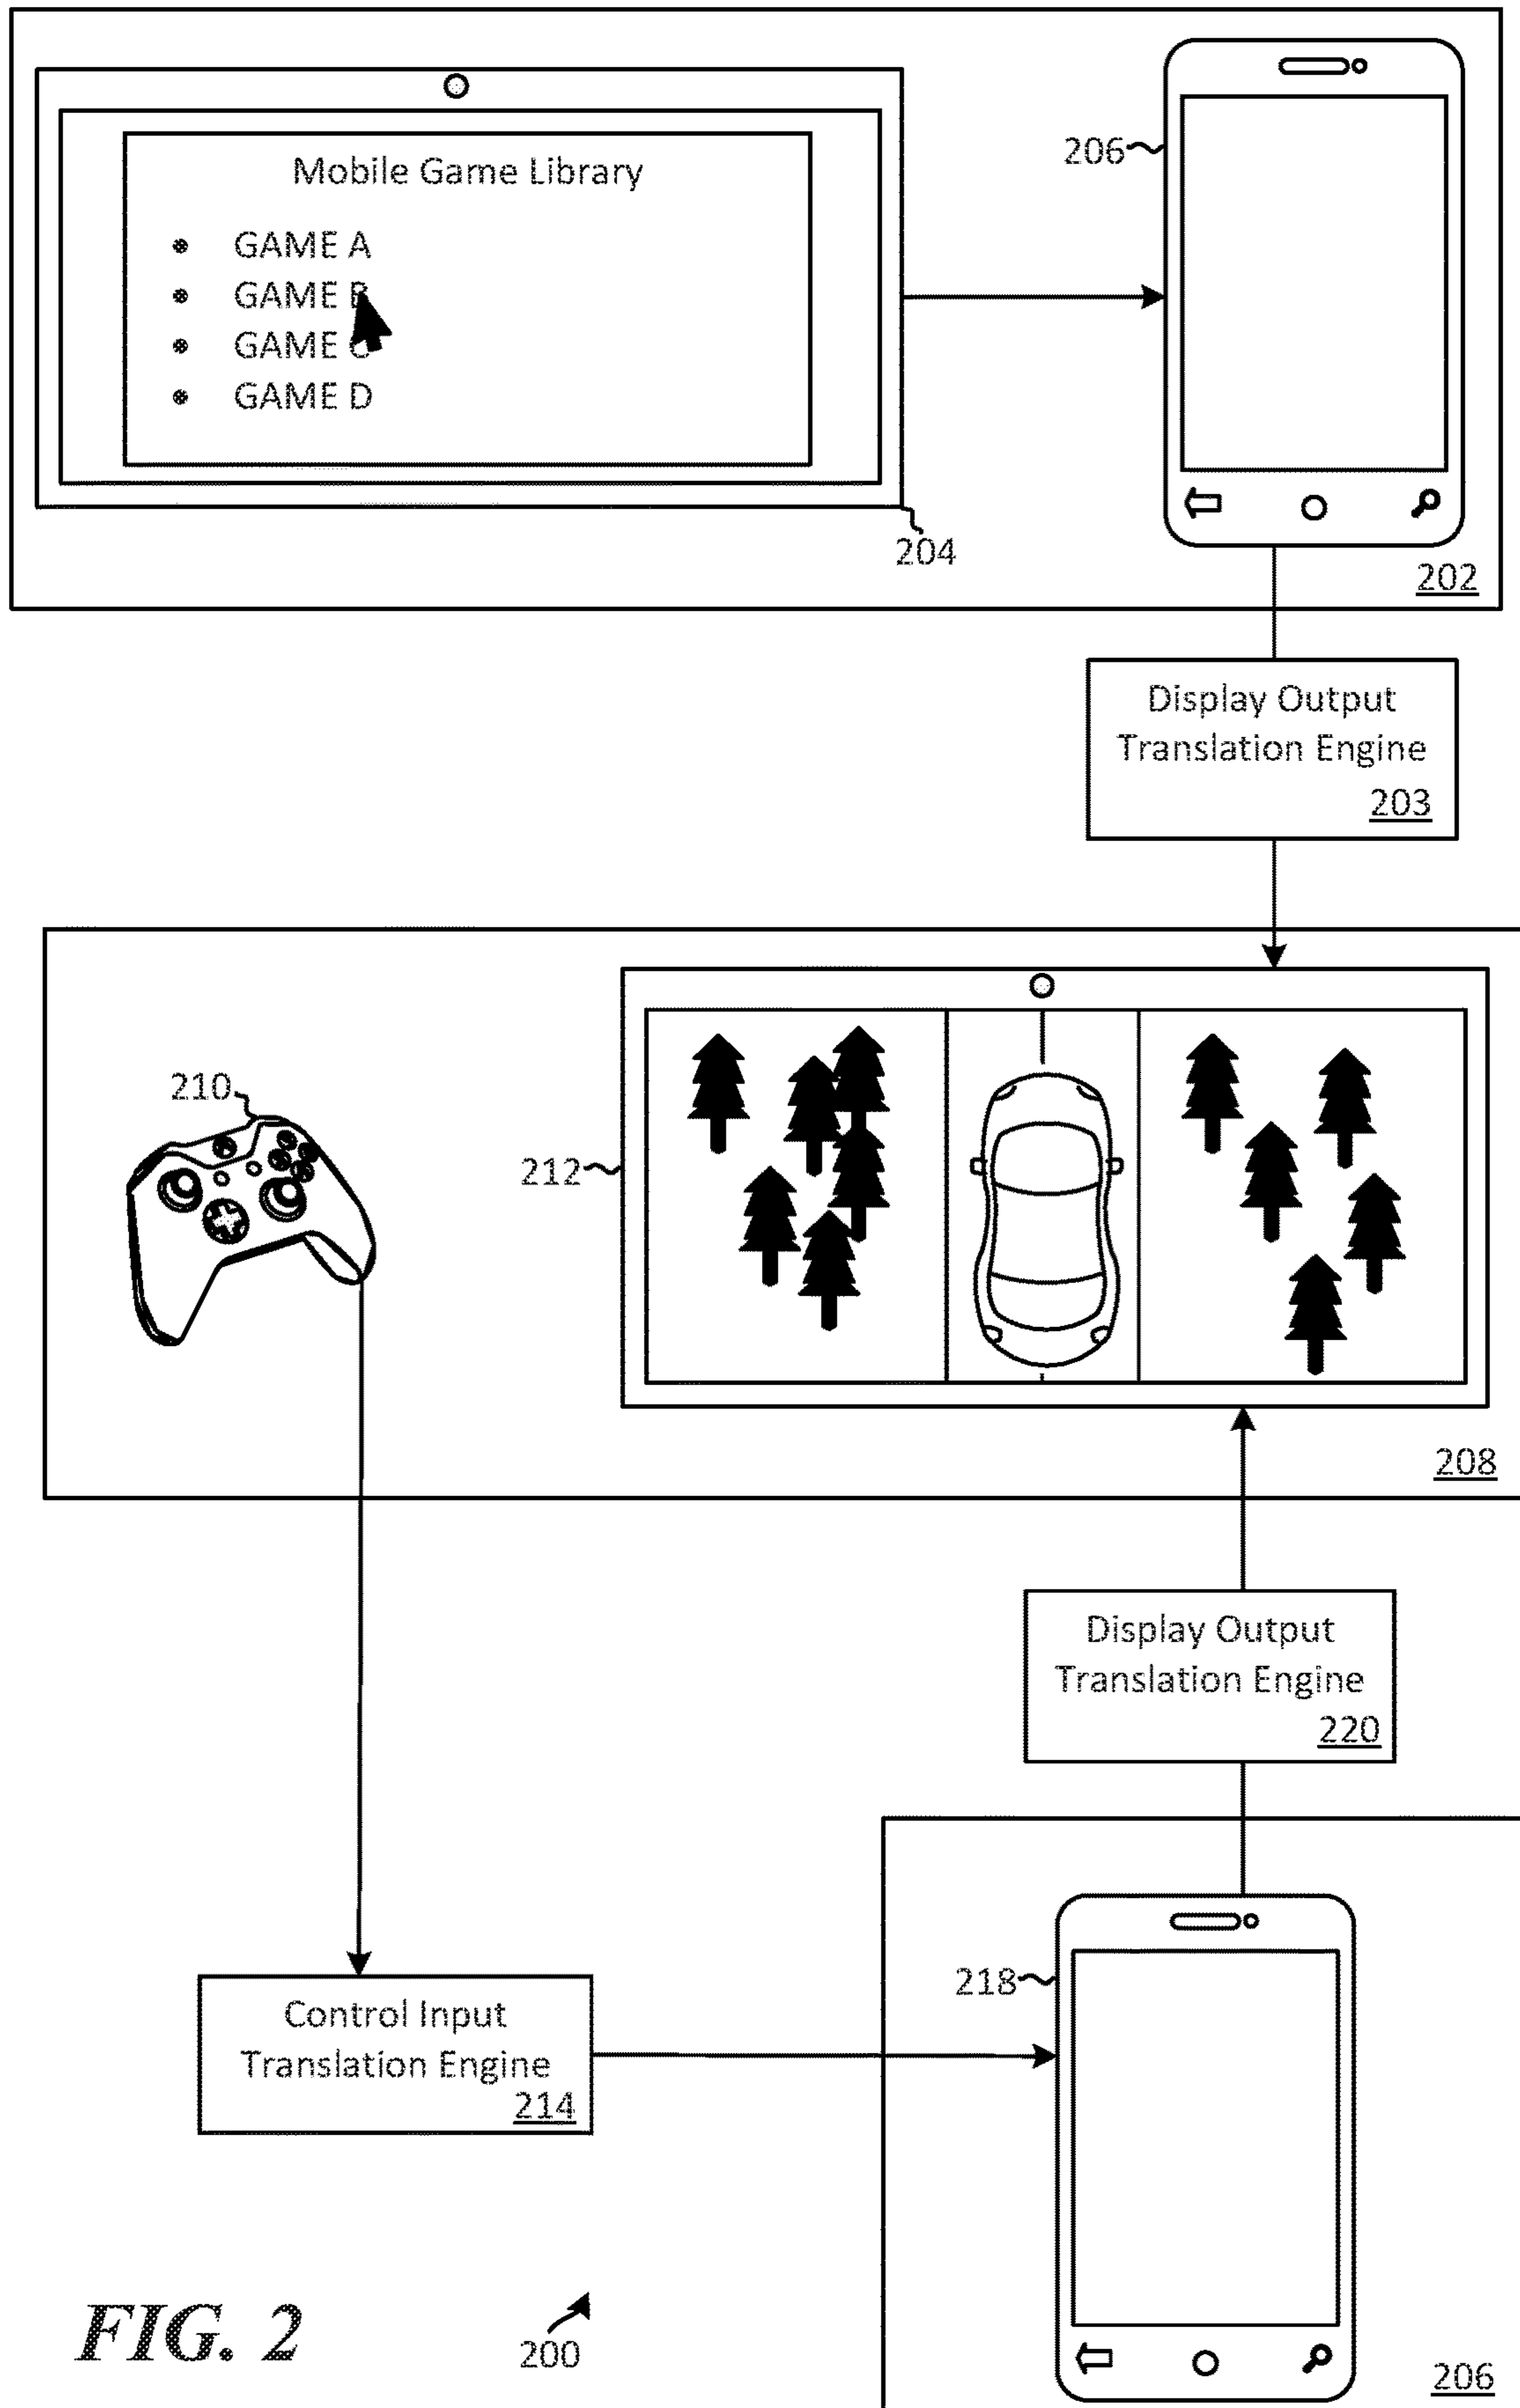 Mobile Game Library
GAME A
GAME B
GAME C
GAME D
206
204
202
Display Output
Translation Engine
203
210
212
208
Display Output
Translation Engine
220
218
Control Input
Translation Engine
214
FIG. 2
200
206